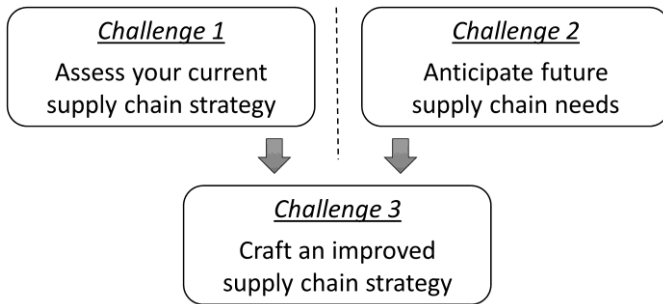 Challenge 1
Assess your current
supply chain strategy
Challenge 2
Anticipate future
supply chain needs
Challenge 3
Craft an improved
supply chain strategy